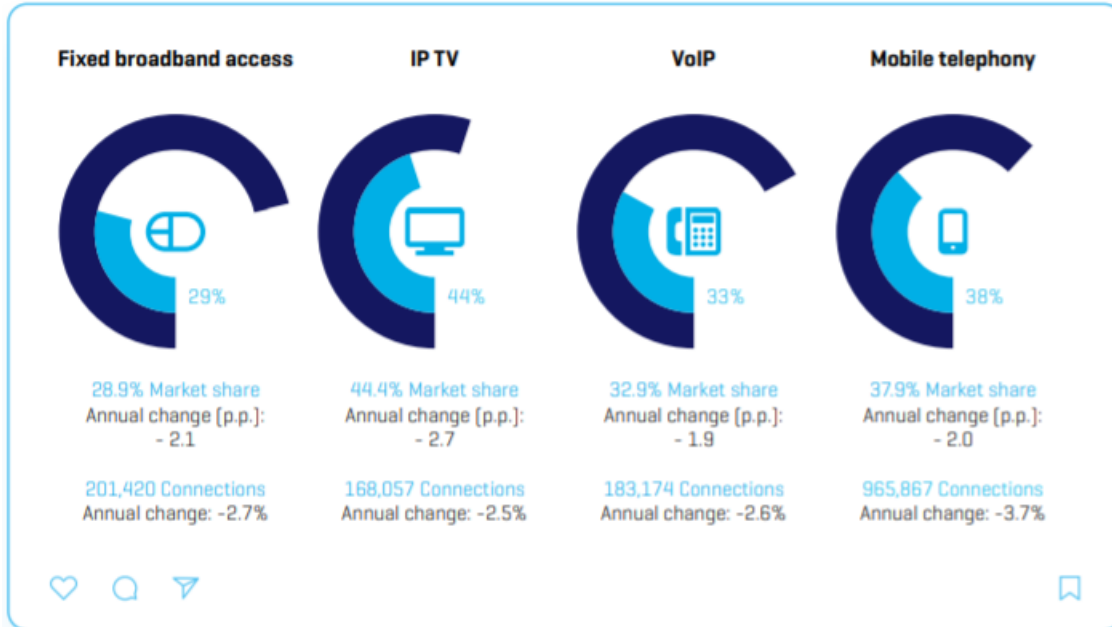 Fixed broadband access
IP TV
VoIP
Mobile telephony
29%
44%
33%
38%
28.9% Market share
Annual change (p.p.):
- 2.1
44.4% Market share
Annual change (p.p.):
- 2.7
32.9% Market share
Annual change (p.p.):
- 1.9
37.9% Market share
Annual change (p.p.):
- 2.0
201,420 Connections
Annual change: -2.7%
168,057 Connections
Annual change: -2.5%
183,174 Connections
Annual change: -2.6%
965,867 Connections
Annual change: -3.7%